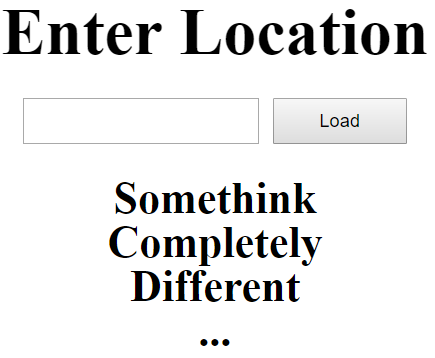 Enter Location
Load
Somethink
Completely
Different
...